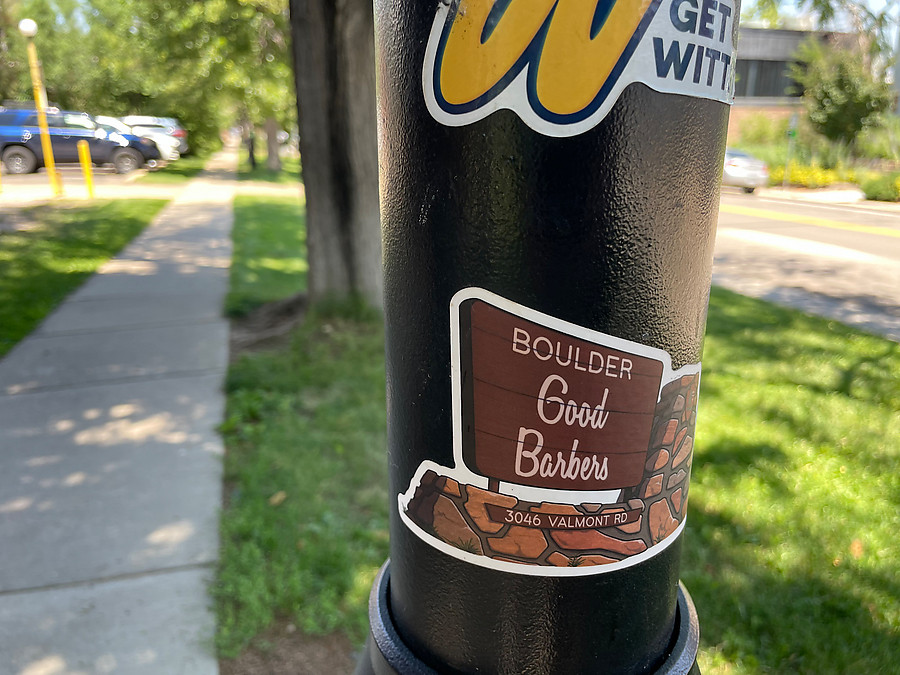 GET
WITT
BOULDER
Good
Barbers
3046 VALMONT RD